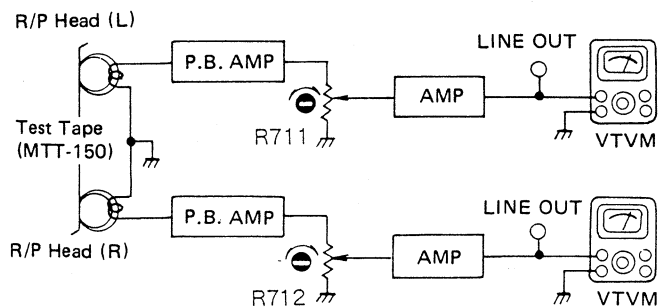 R/P Head (L)
P.B. AMP
LINE OUT
AMP
R711
VTVM
Test Tape
(MTT-150)
P.B. AMP
LINE OUT
AMP
R/P Head (R)
R712
VTVM